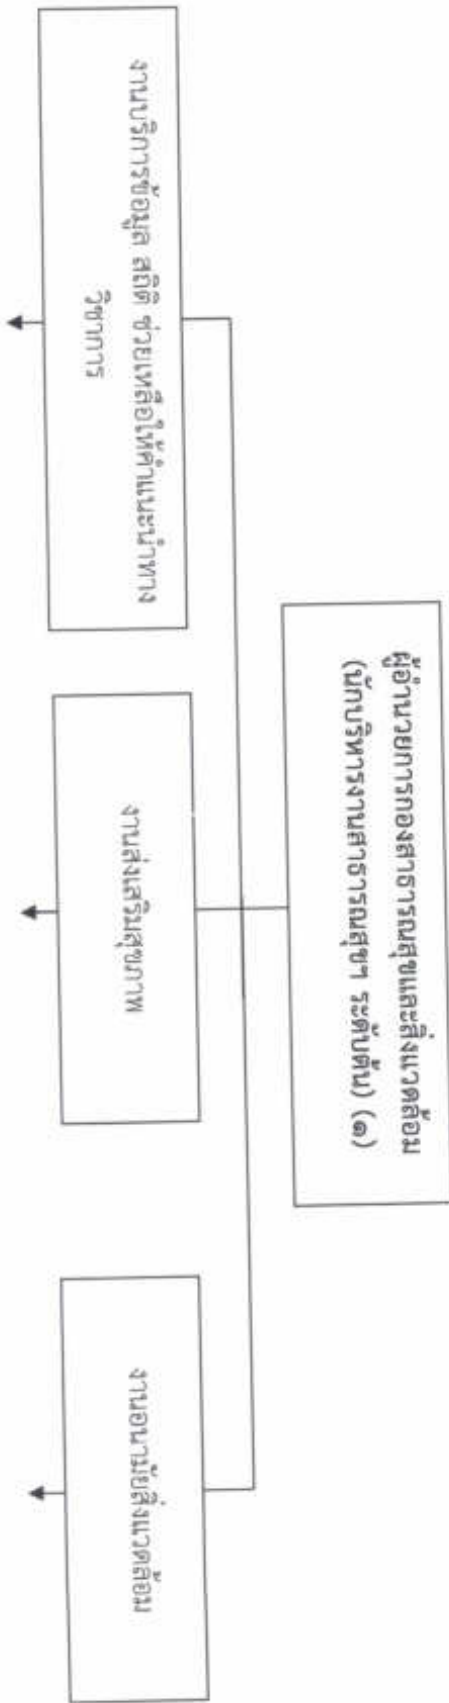 ผู้อำนวยการกองสาธารณสุขและสิ่งแวดล้อม
(นักบริหารงานสาธารณสุขฯ ระดับต้น) (๑)
งานบริการข้อมูล สถิติ ช่วยเหลือให้คำแนะนำทาง
วิชาการ
งานส่งเสริมสุขภาพ
งานอนามัยสิ่งแวดล้อม